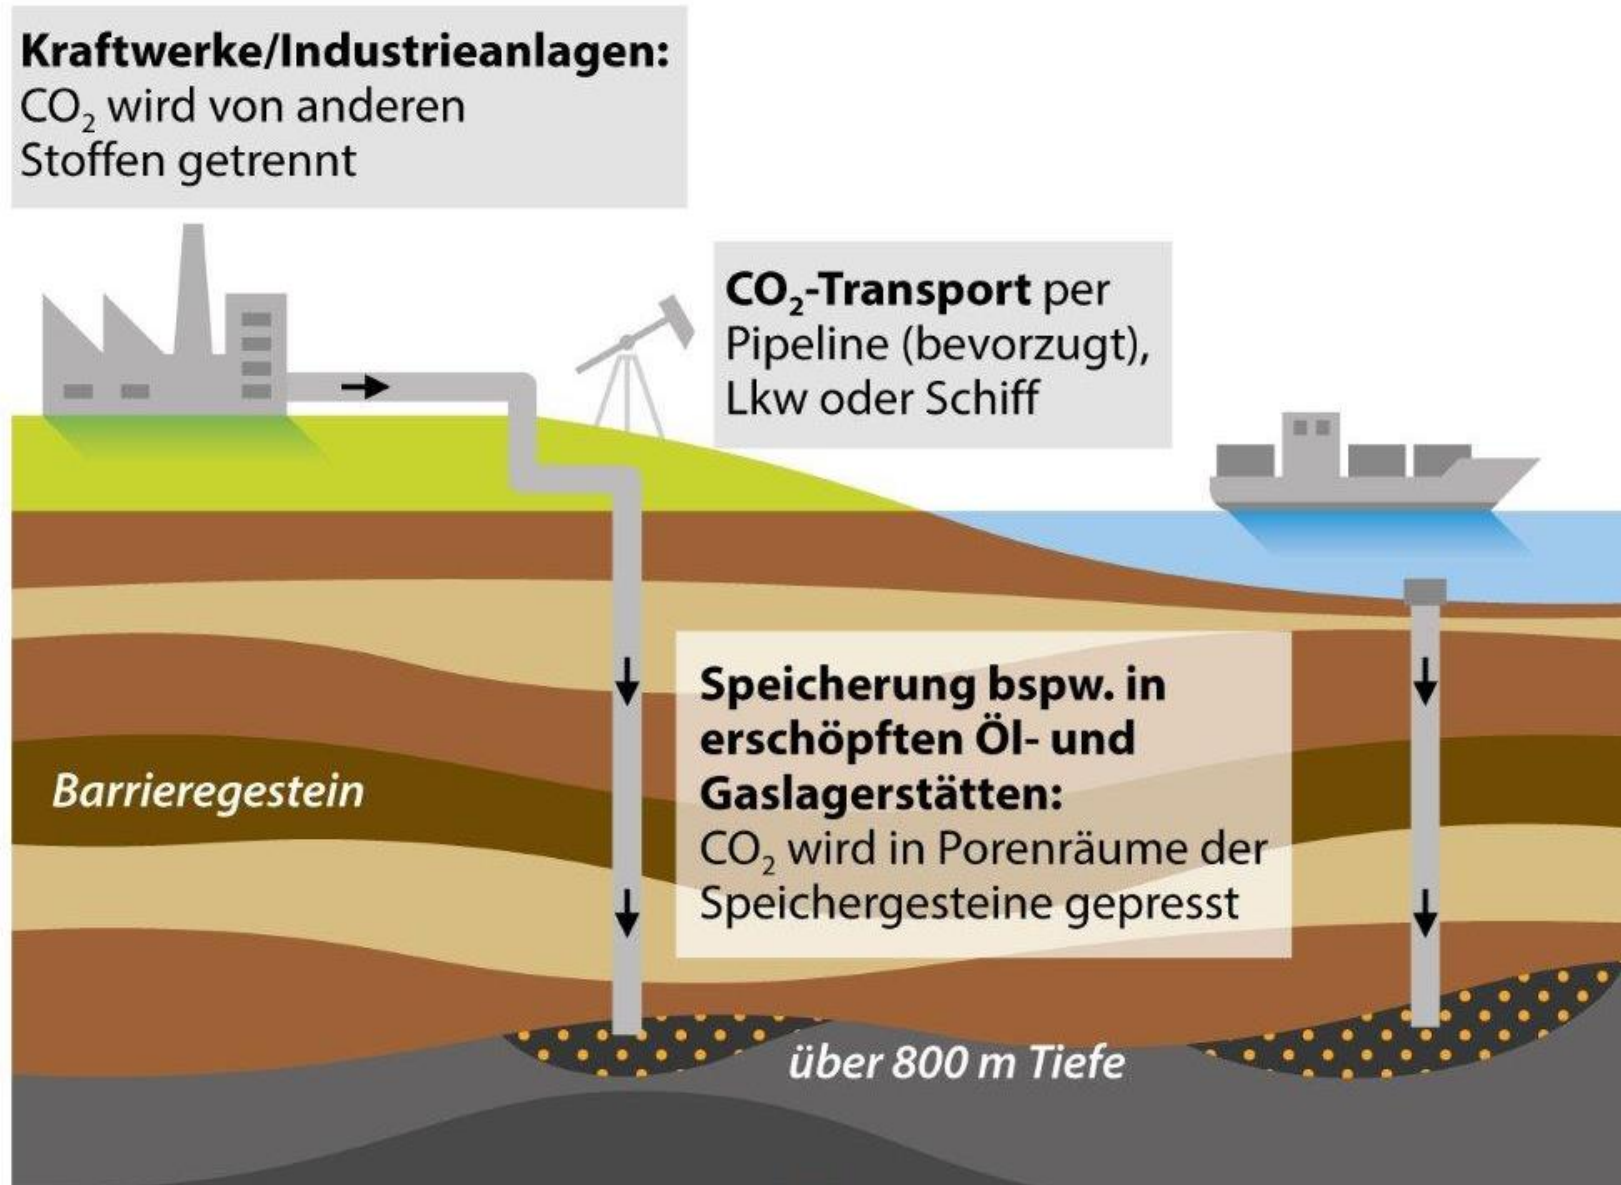 Kraftwerke/Industrieanlagen:
CO₂ wird von anderen
Stoffen getrennt
CO₂-Transport per
Pipeline (bevorzugt),
Lkw oder Schiff
Speicherung bspw. in
erschöpften Öl- und
Gaslagerstätten:
CO₂ wird in Porenräume der
Speichergesteine gepresst
Barrieregestein
über 800 m Tiefe